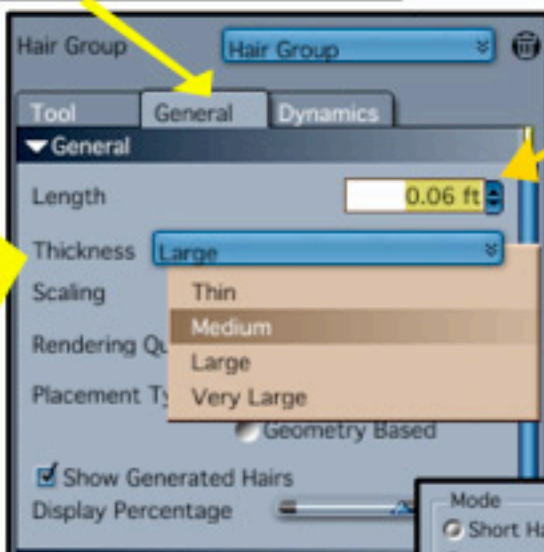 Hair Group Hair Group
Tool General Dynamics
General
Length 0.06 ft
Thickness Large
Scaling
Thin
Medium
Rendering Qu
Large
Placement Ty
Very Large
Geometry Based
Show Generated Hairs
Display Percentage
Mode
Short Ha